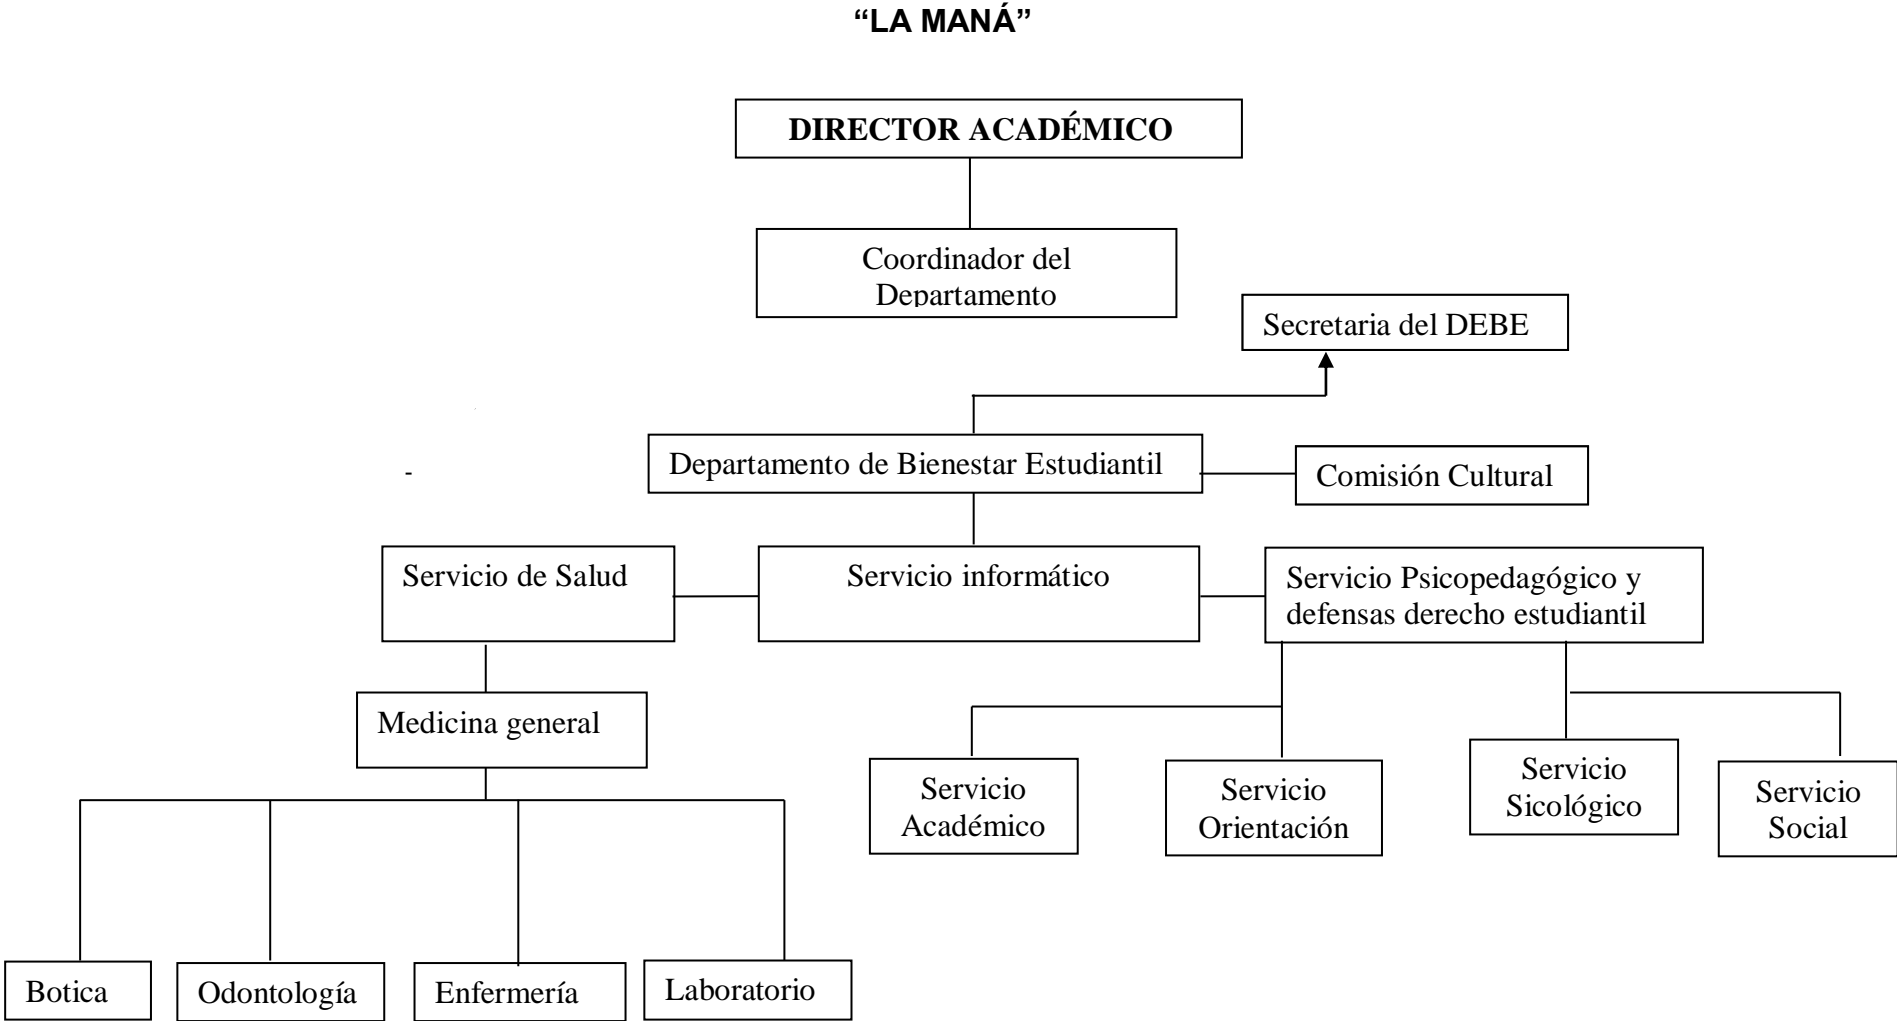 “LA MANÁ”
DIRECTOR ACADÉMICO
Coordinador del
Departamento
Secretaria del DEBE
Departamento de Bienestar Estudiantil
Comisión Cultural
-
Servicio de Salud
Servicio informático
Servicio Psicopedagógico y
defensas derecho estudiantil
Medicina general
Servicio
Académico
Servicio
Orientación
Servicio
Sicológico
Servicio
Social
Botica
Odontología
Enfermería
Laboratorio